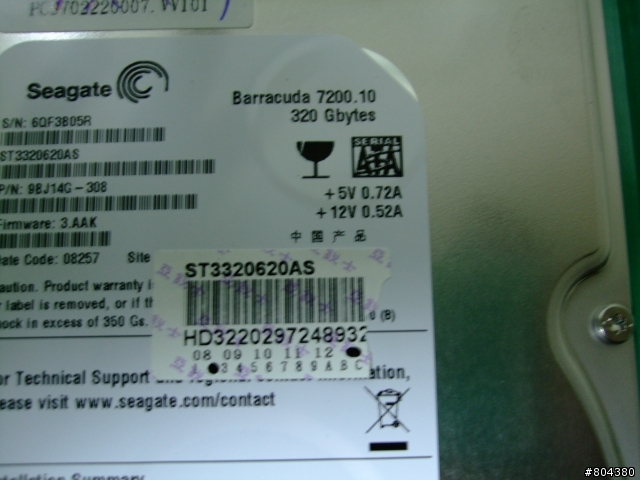 Seagate
Barracuda 7200.10
320 Gbytes
S/N: 6QF3805R
ST3320620AS
P/N: 9BJ14G-308
SERIAL
ATA
+5V 0.72A
+12V 0.52A
Firmware: 3.AAK
中 国 产 品
Date Code: 08257 Site
ST3320620AS
Caution. Product warranty i
label is removed, or if th
hock in excess of 350 Gs.
HD3220297248932
08 09 10 11 12
3 4 5 6 7 8 9 A B C
or Technical Support
ation,
ease visit www.seagate.com/contact
#804380